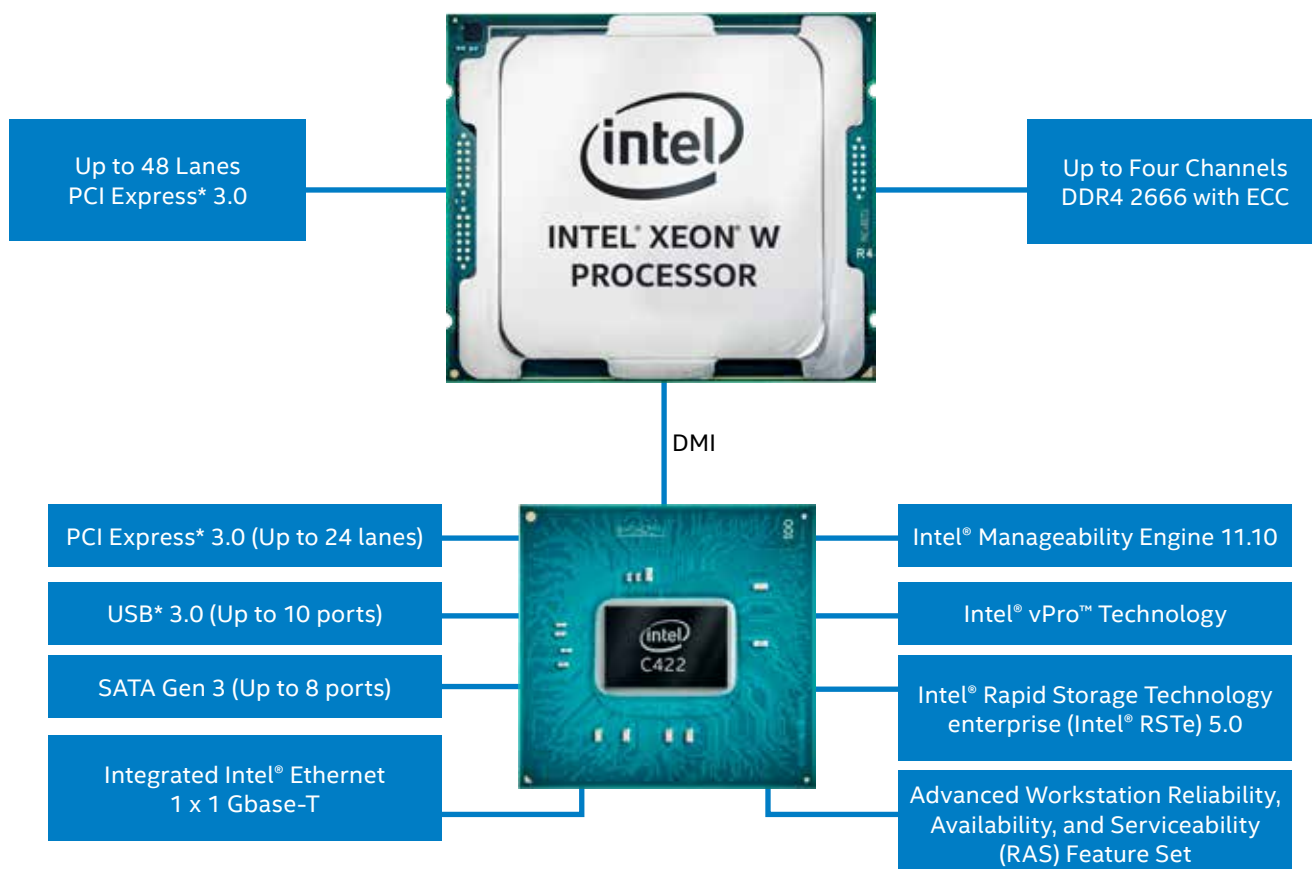 intel
INTEL® XEON® W
PROCESSOR
R4
Up to 48 Lanes
PCI Express* 3.0
Up to Four Channels
DDR4 2666 with ECC
DMI
PCI Express* 3.0 (Up to 24 lanes)
USB* 3.0 (Up to 10 ports)
SATA Gen 3 (Up to 8 ports)
Integrated Intel® Ethernet
1 x 1 Gbase-T
intel
C422
Intel® Manageability Engine 11.10
Intel® vPro™ Technology
Intel® Rapid Storage Technology
enterprise (Intel® RSTe) 5.0
Advanced Workstation Reliability,
Availability, and Serviceability
(RAS) Feature Set